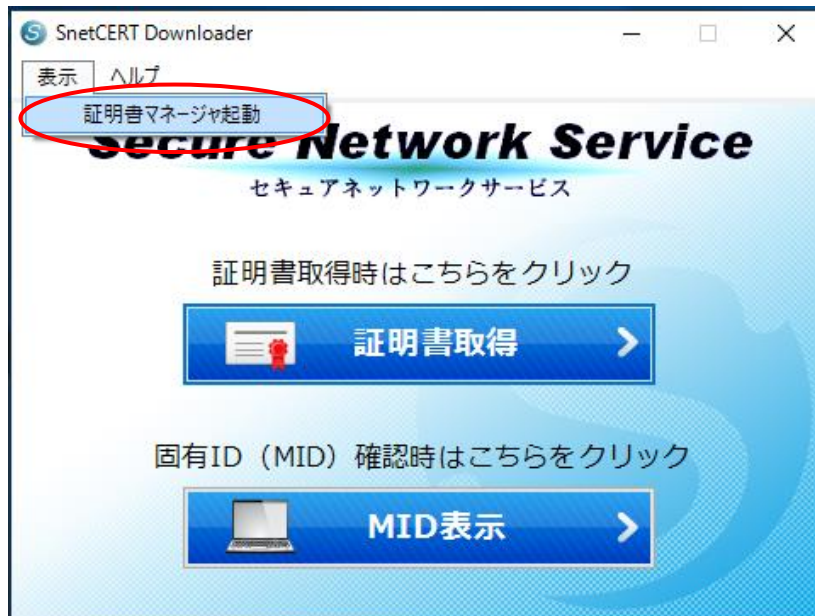 SnetCERT Downloader
表示 ヘルプ
証明書マネージャ起動
Secure Network Service
セキュアネットワークサービス
証明書取得時はこちらをクリック
証明書取得
固有ID（MID）確認時はこちらをクリック
MID表示